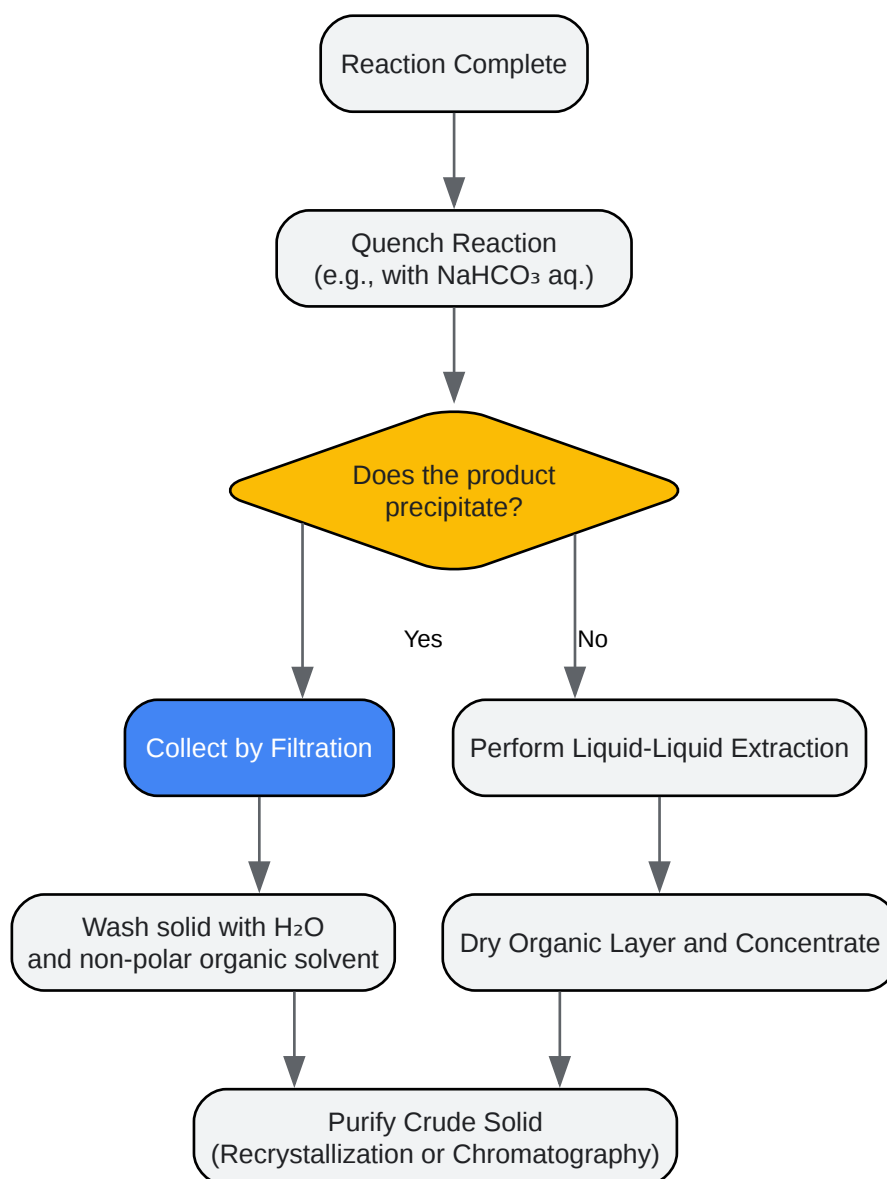 Reaction Complete
Quench Reaction
(e.g., with NaHCO₃ aq.)
Does the product
precipitate?
Yes
No
Collect by Filtration
Perform Liquid-Liquid Extraction
Wash solid with H₂O
and non-polar organic solvent
Dry Organic Layer and Concentrate
Purify Crude Solid
(Recrystallization or Chromatography)